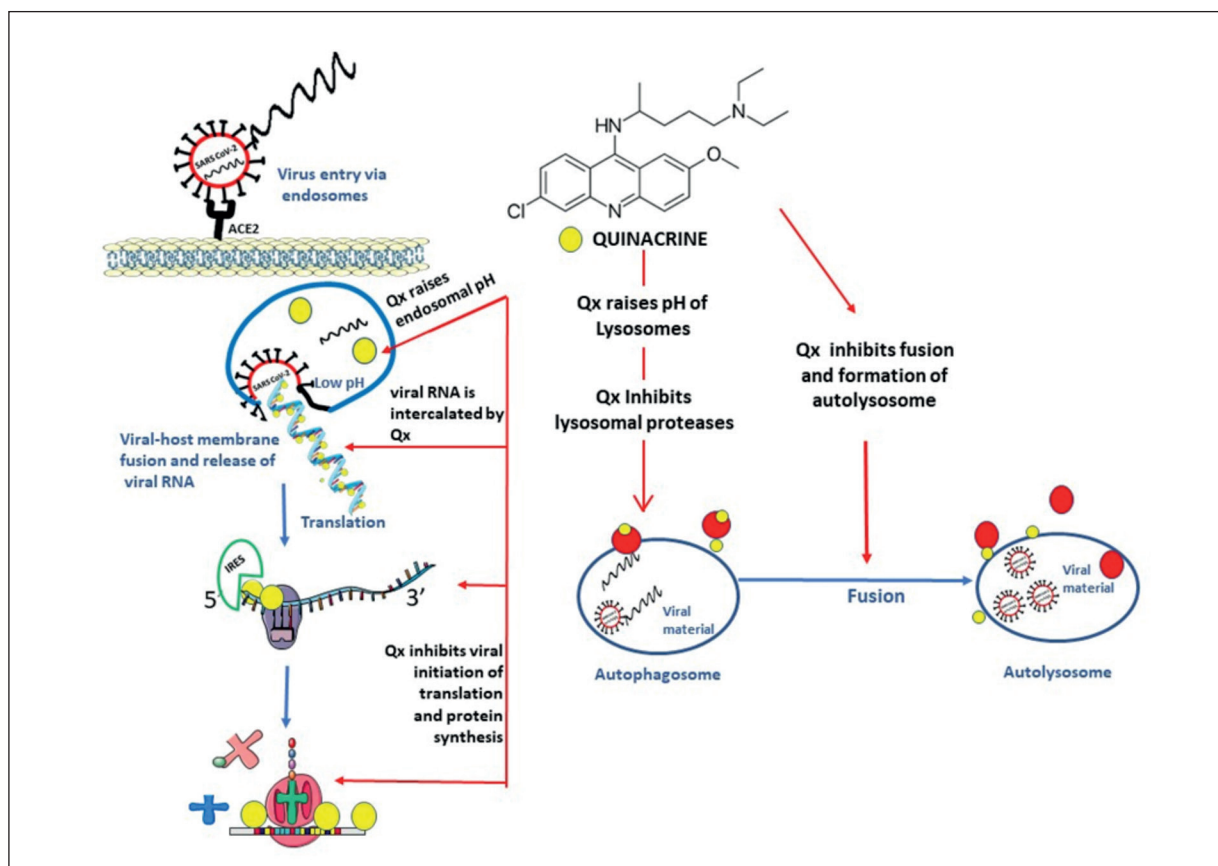 SARS CoV-2
Virus entry via
endosomes
ACE2
HN
N
O
Cl
N
QUINACRINE
Qx raises
endosomal pH
SARS CoV-2
Low pH
viral RNA is
intercalated by
Qx
Viral-host membrane
fusion and release of
viral RNA
Translation
IRES
5′
3′
Qx inhibits viral
initiation of
translation
and protein
synthesis
Qx raises pH of
Lysosomes
Qx Inhibits
lysosomal proteases
Qx inhibits fusion
and formation of
autolysosome
Viral
material
Autophagosome
Fusion
Viral
material
Autolysosome